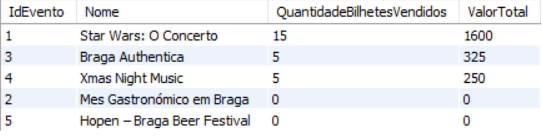 IdEvento Nome QuantidadeBilhetesVendidos ValorTotal
1 Star Wars: O Concerto 15 1600
3 Braga Authentica 5 325
4 Xmas Night Music 5 250
2 Mes Gastronómico em Braga 0 0
5 Hopen – Braga Beer Festival 0 0